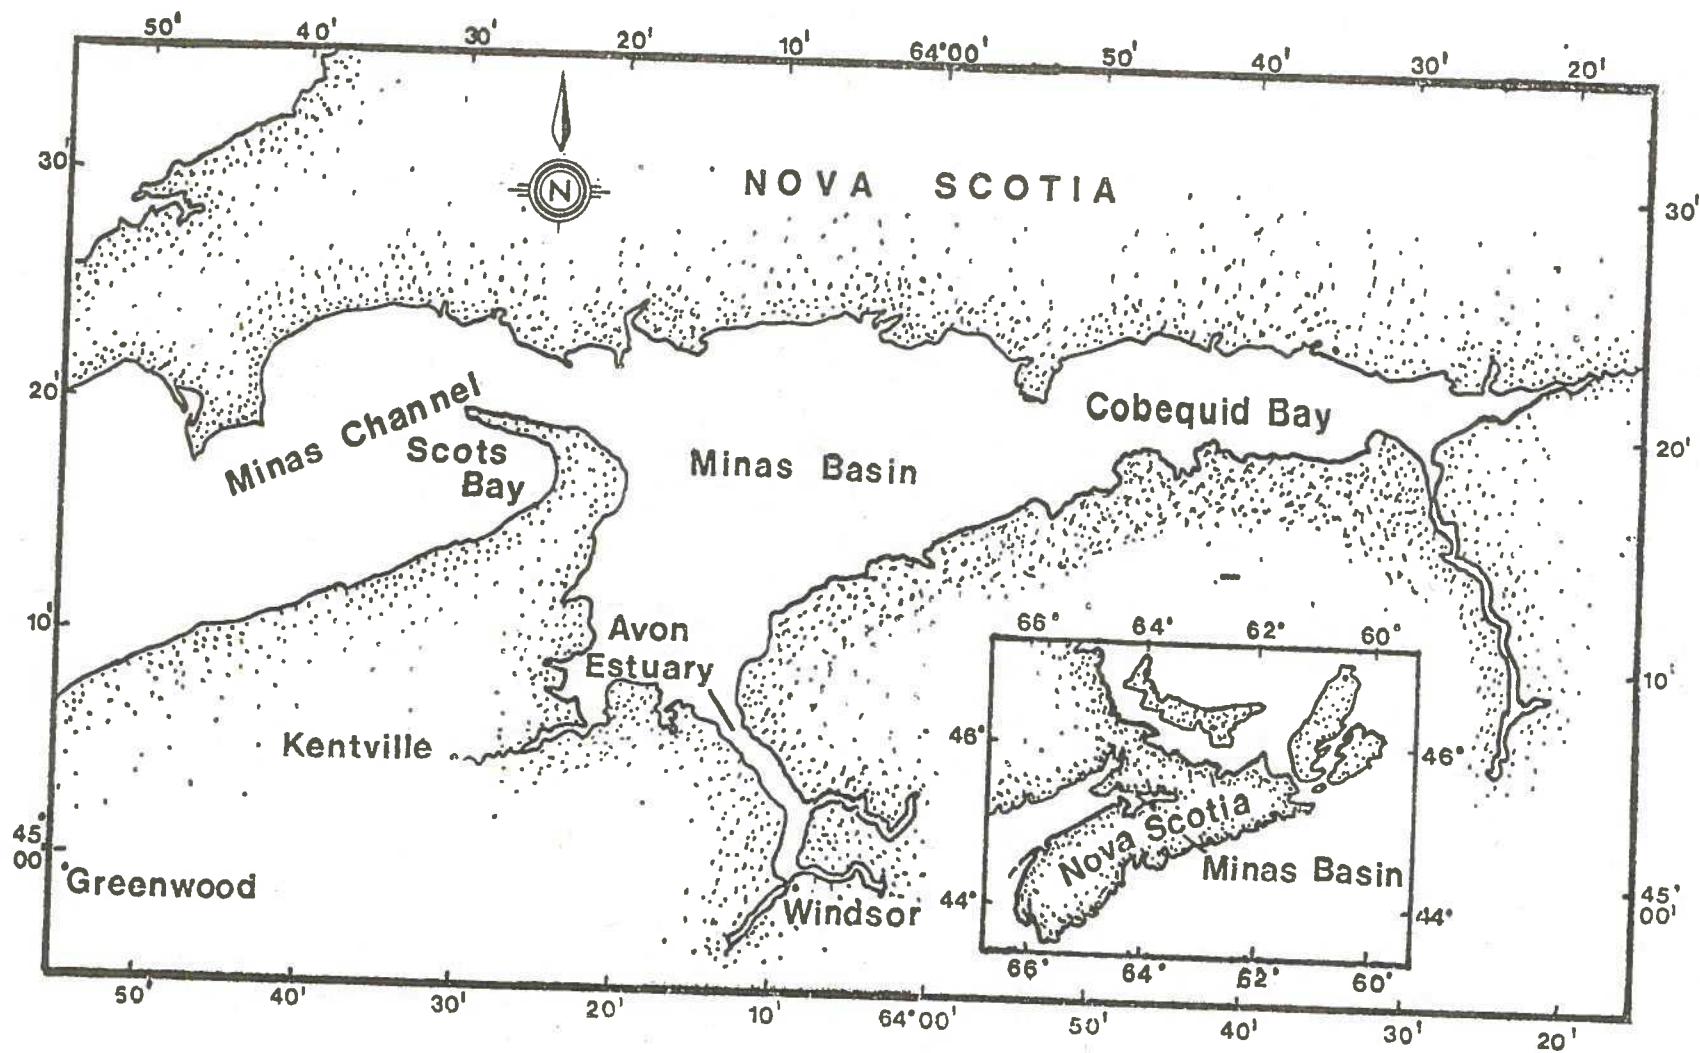 50' 40' 30' 20' 10' 64°00' 50' 40' 30' 20'
30'
N
NOVA SCOTIA
30'
20'
Minas Channel
Scots
Bay
Minas Basin
Cobequid Bay
20'
10'
Avon
Estuary
10'
Kentville
45°
00'
Greenwood
Windsor
45
00'
66° 64° 62° 60°
46°
46°
Nova Scotia
Minas Basin
44°
44°
66° 64° 62° 60°
50' 40' 30' 20' 10' 64°00' 50' 40' 30' 20'